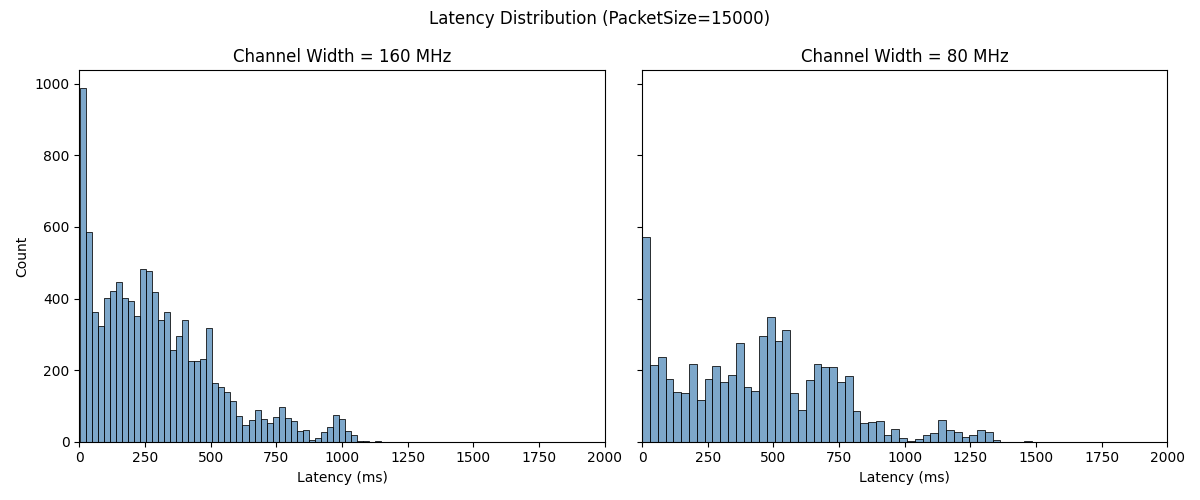 Latency Distribution (PacketSize=15000)
Channel Width = 160 MHz
Channel Width = 80 MHz
1000
800
600
400
200
0
Count
0 250 500 750 1000 1250 1500 1750 2000
0 250 500 750 1000 1250 1500 1750 2000
Latency (ms)
Latency (ms)